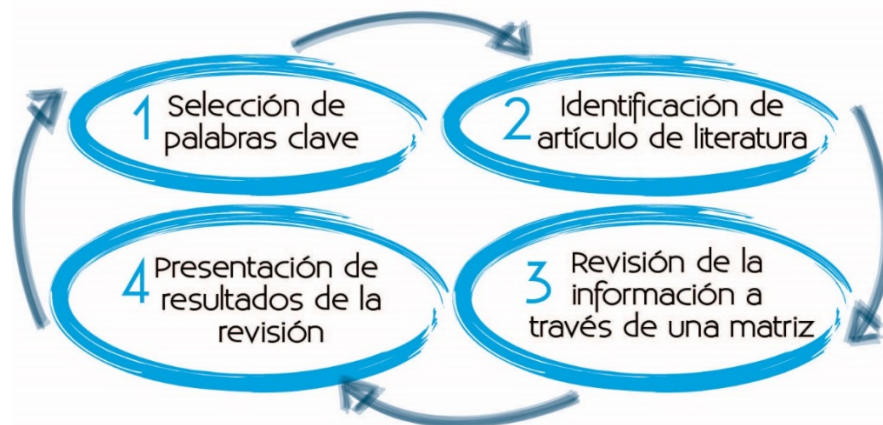 1 Selección de
palabras clave
2 Identificación de
artículo de literatura
3 Revisión de la
información a
través de una matriz
4 Presentación de
resultados de la
revisión